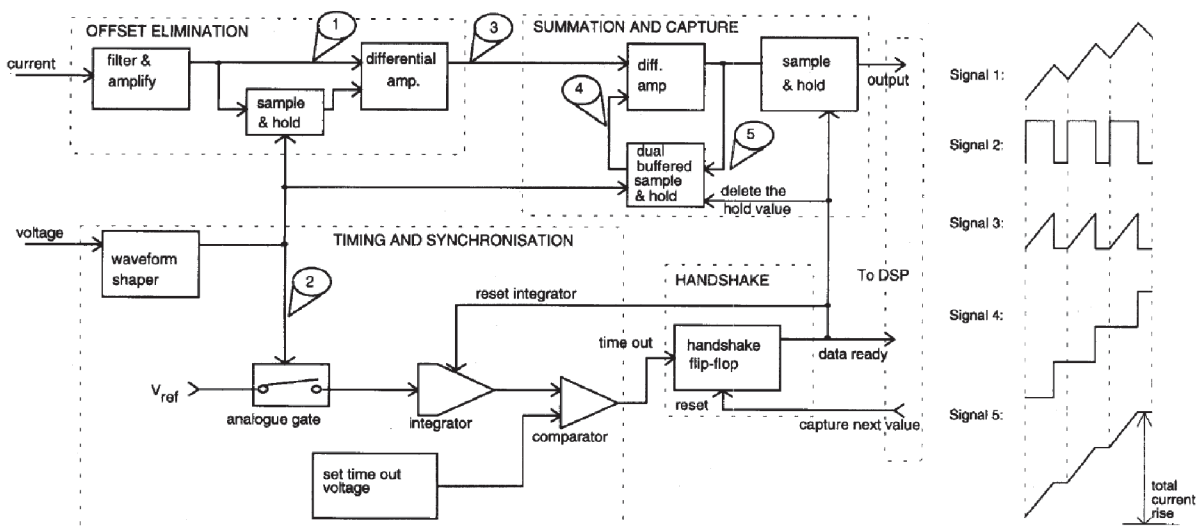 OFFSET ELIMINATION
1
3
SUMMATION AND CAPTURE
current
filter &
amplify
differential
amp.
sample
& hold
diff.
amp
sample
& hold
output
4
5
dual
buffered
sample
& hold
delete the
hold value
voltage
TIMING AND SYNCHRONISATION
waveform
shaper
2
reset integrator
HANDSHAKE
To DSP
time out
handshake
flip-flop
data ready
Vref
analogue gate
integrator
comparator
reset
capture next value
set time out
voltage
Signal 1:
Signal 2:
Signal 3:
Signal 4:
Signal 5:
total
current
rise